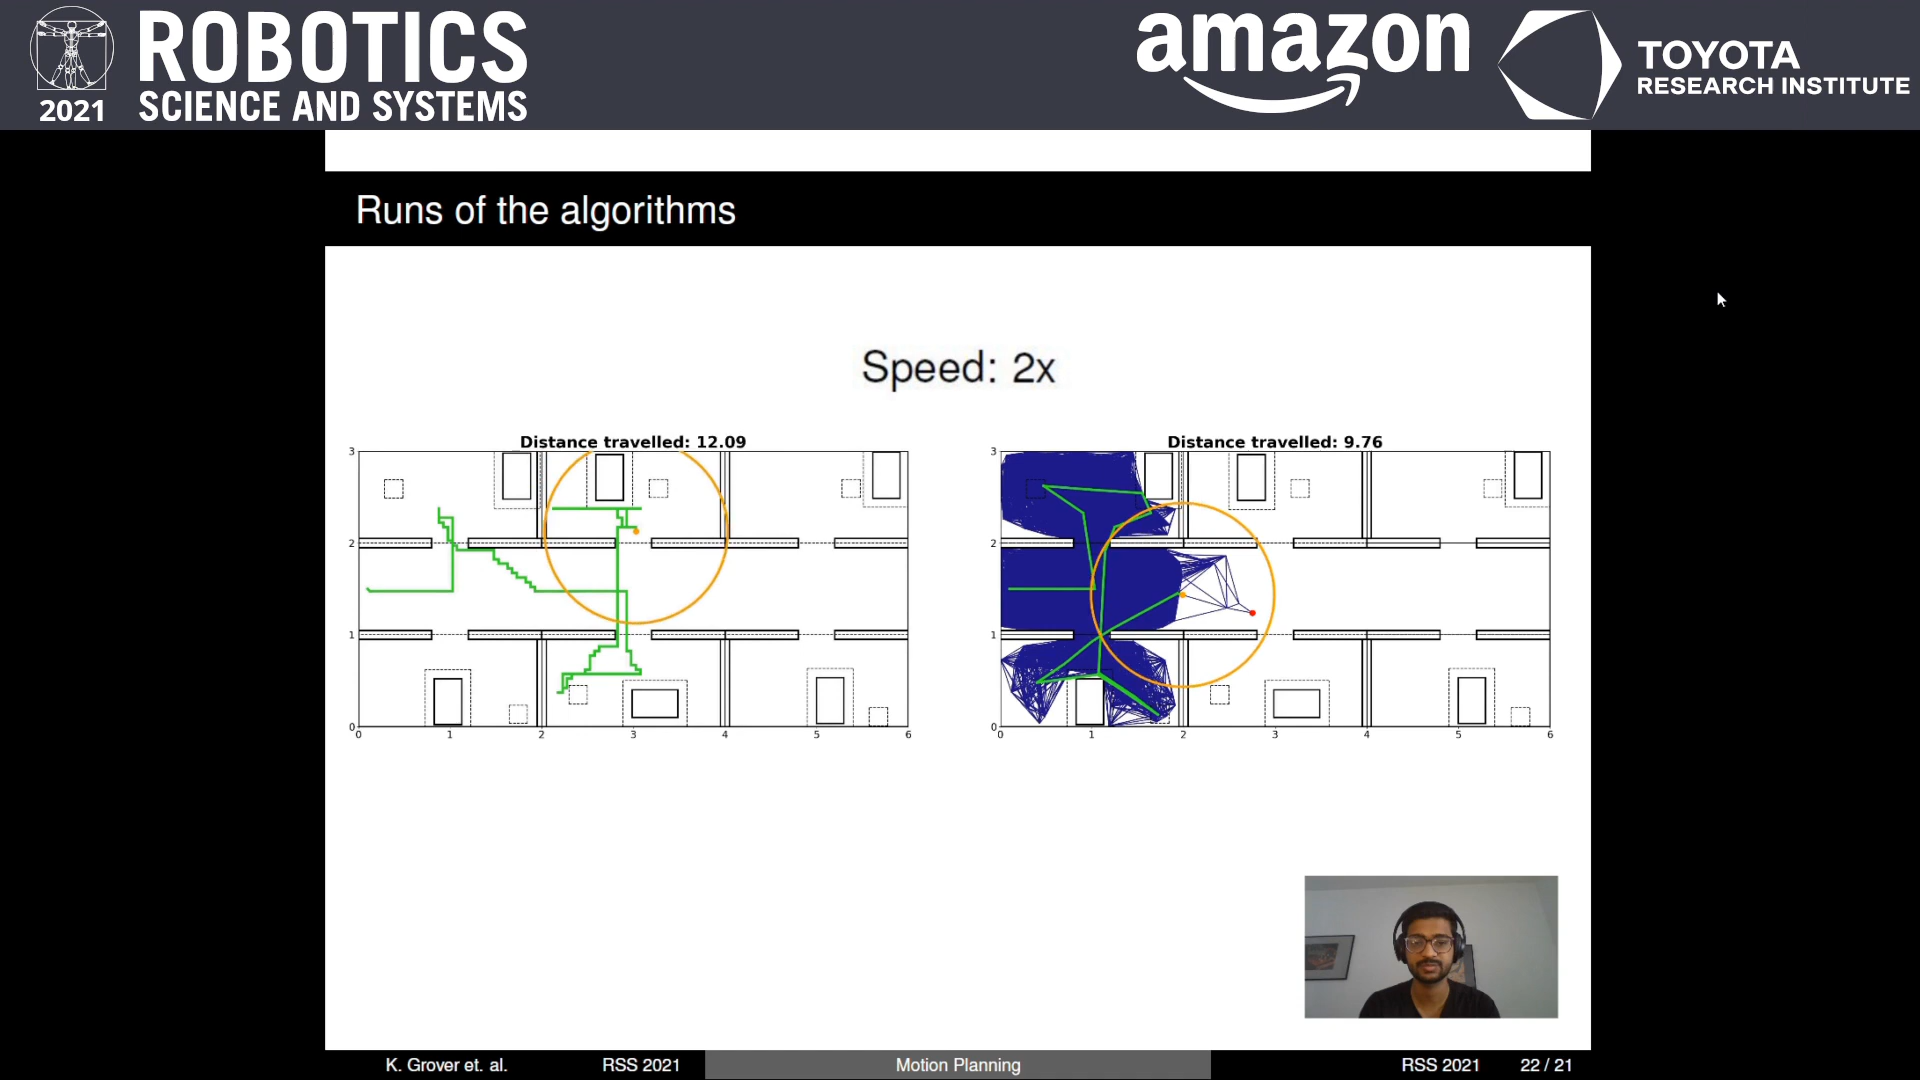 ROBOTICS
SCIENCE AND SYSTEMS
2021
amazon
TOYOTA
RESEARCH INSTITUTE
Runs of the algorithms
Speed: 2x
Distance travelled: 12.09
3
2
1
0
0 1 2 3 4 5 6
Distance travelled: 9.76
3
2
1
0
0 1 2 3 4 5 6
K. Grover et. al. RSS 2021 Motion Planning RSS 2021 22 / 21